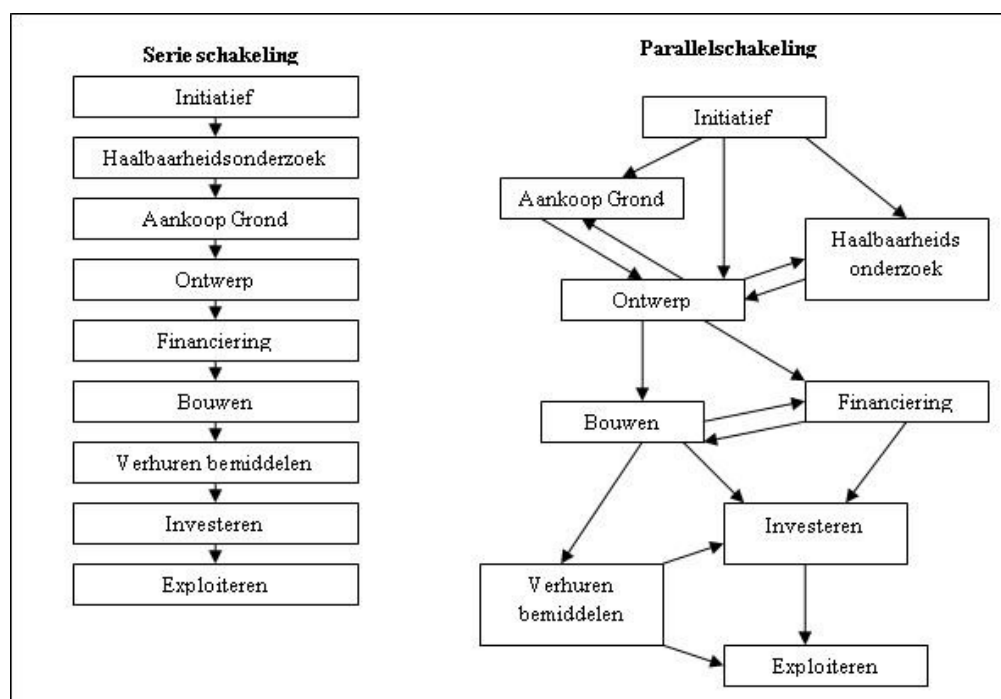 Serie schakeling
Initiatief
Haalbaarheidsonderzoek
Aankoop Grond
Ontwerp
Financiering
Bouwen
Verhuren bemiddelen
Investeren
Exploiteren
Parallelschakeling
Initiatief
Aankoop Grond
Haalbaarheids
onderzoek
Ontwerp
Financiering
Bouwen
Investeren
Verhuren
bemiddelen
Exploiteren